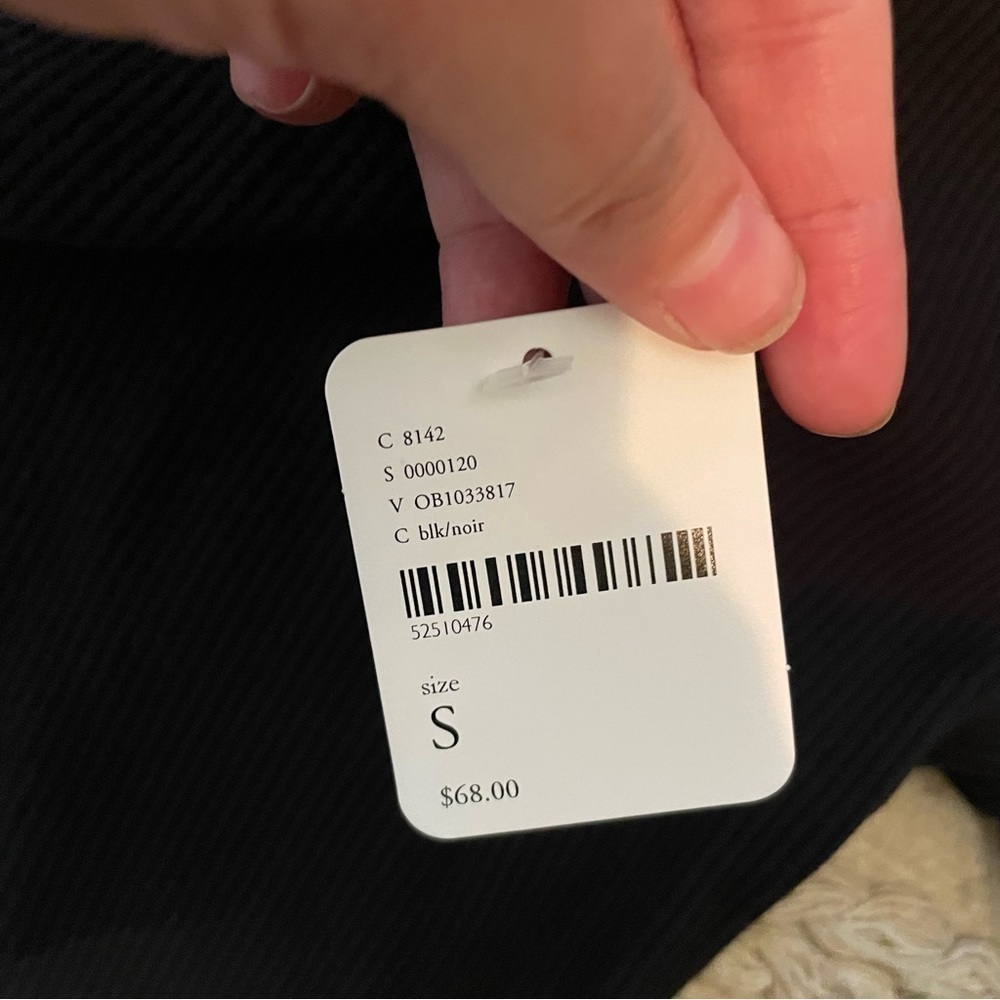 C 8142
S 0000120
V OB1033817
C blk/noir
52510476
size
S
$68.00